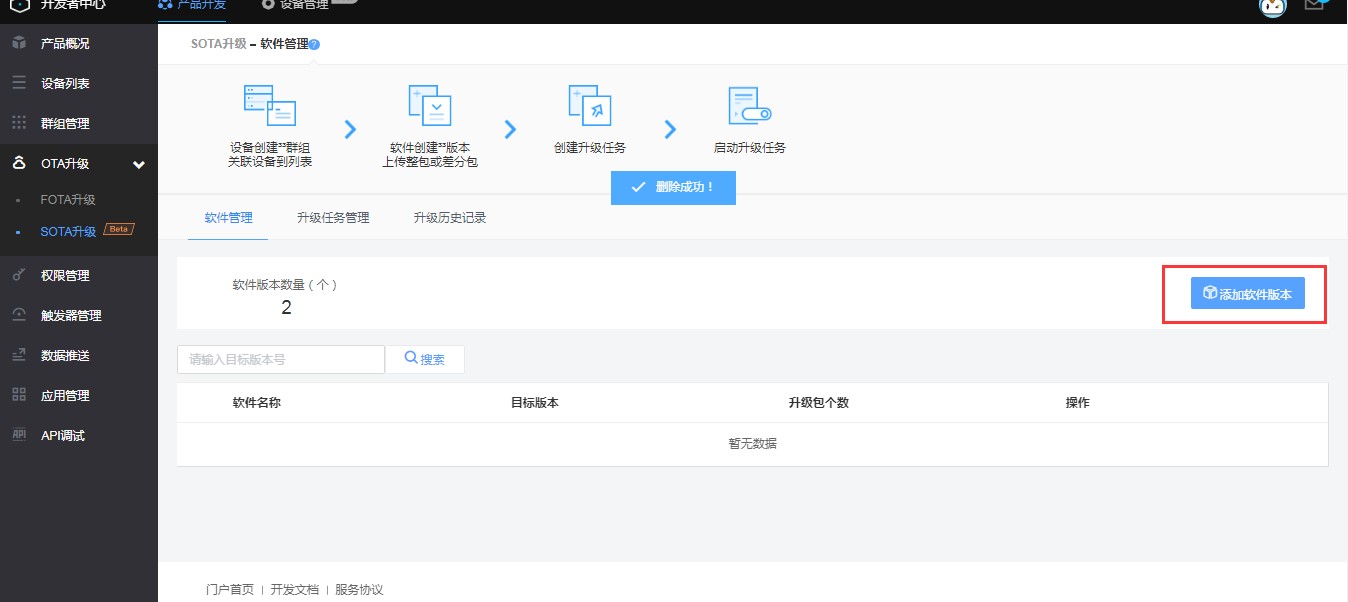 开发者中心
产品开发
设备管理
产品概况
设备列表
群组管理
OTA升级
FOTA升级
SOTA升级 Beta
权限管理
触发器管理
数据推送
应用管理
API调试
SOTA升级 – 软件管理?
设备创建"群组
关联设备到列表
软件创建"版本
上传整包或差分包
创建升级任务
启动升级任务
删除成功！
软件管理 升级任务管理 升级历史记录
软件版本数量（个）
2
添加软件版本
请输入目标版本号 搜索
软件名称 目标版本 升级包个数 操作
暂无数据
门户首页 | 开发文档 | 服务协议